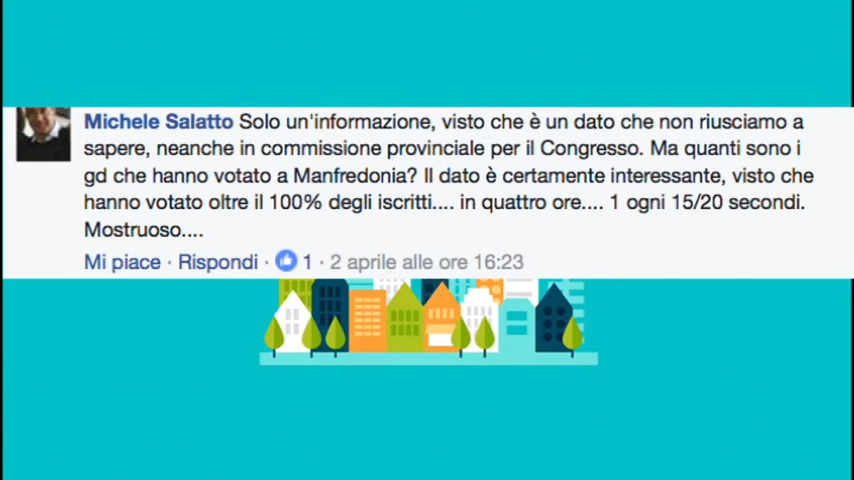 Michele Salatto Solo un'informazione, visto che è un dato che non riusciamo a
sapere, neanche in commissione provinciale per il Congresso. Ma quanti sono i
gd che hanno votato a Manfredonia? Il dato è certamente interessante, visto che
hanno votato oltre il 100% degli iscritti.... in quattro ore.... 1 ogni 15/20 secondi.
Mostruoso....
Mi piace · Rispondi · 1 · 2 aprile alle ore 16:23